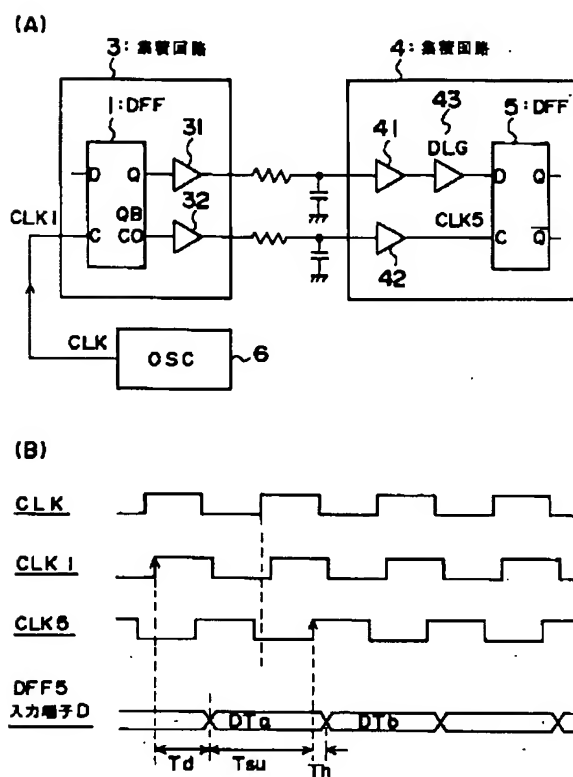 (A)
3:集積回路
4:集積回路
1:DFF
31
41
43
DLG
5:DFF
D
Q
D
Q
CLK1
QB
32
CLK5
C
CO
C
Q̅
42
CLK
OSC
6
(B)
CLK
CLK1
CLK5
DFF5
入力端子D
DTa
DTb
Td
Tsu
Th